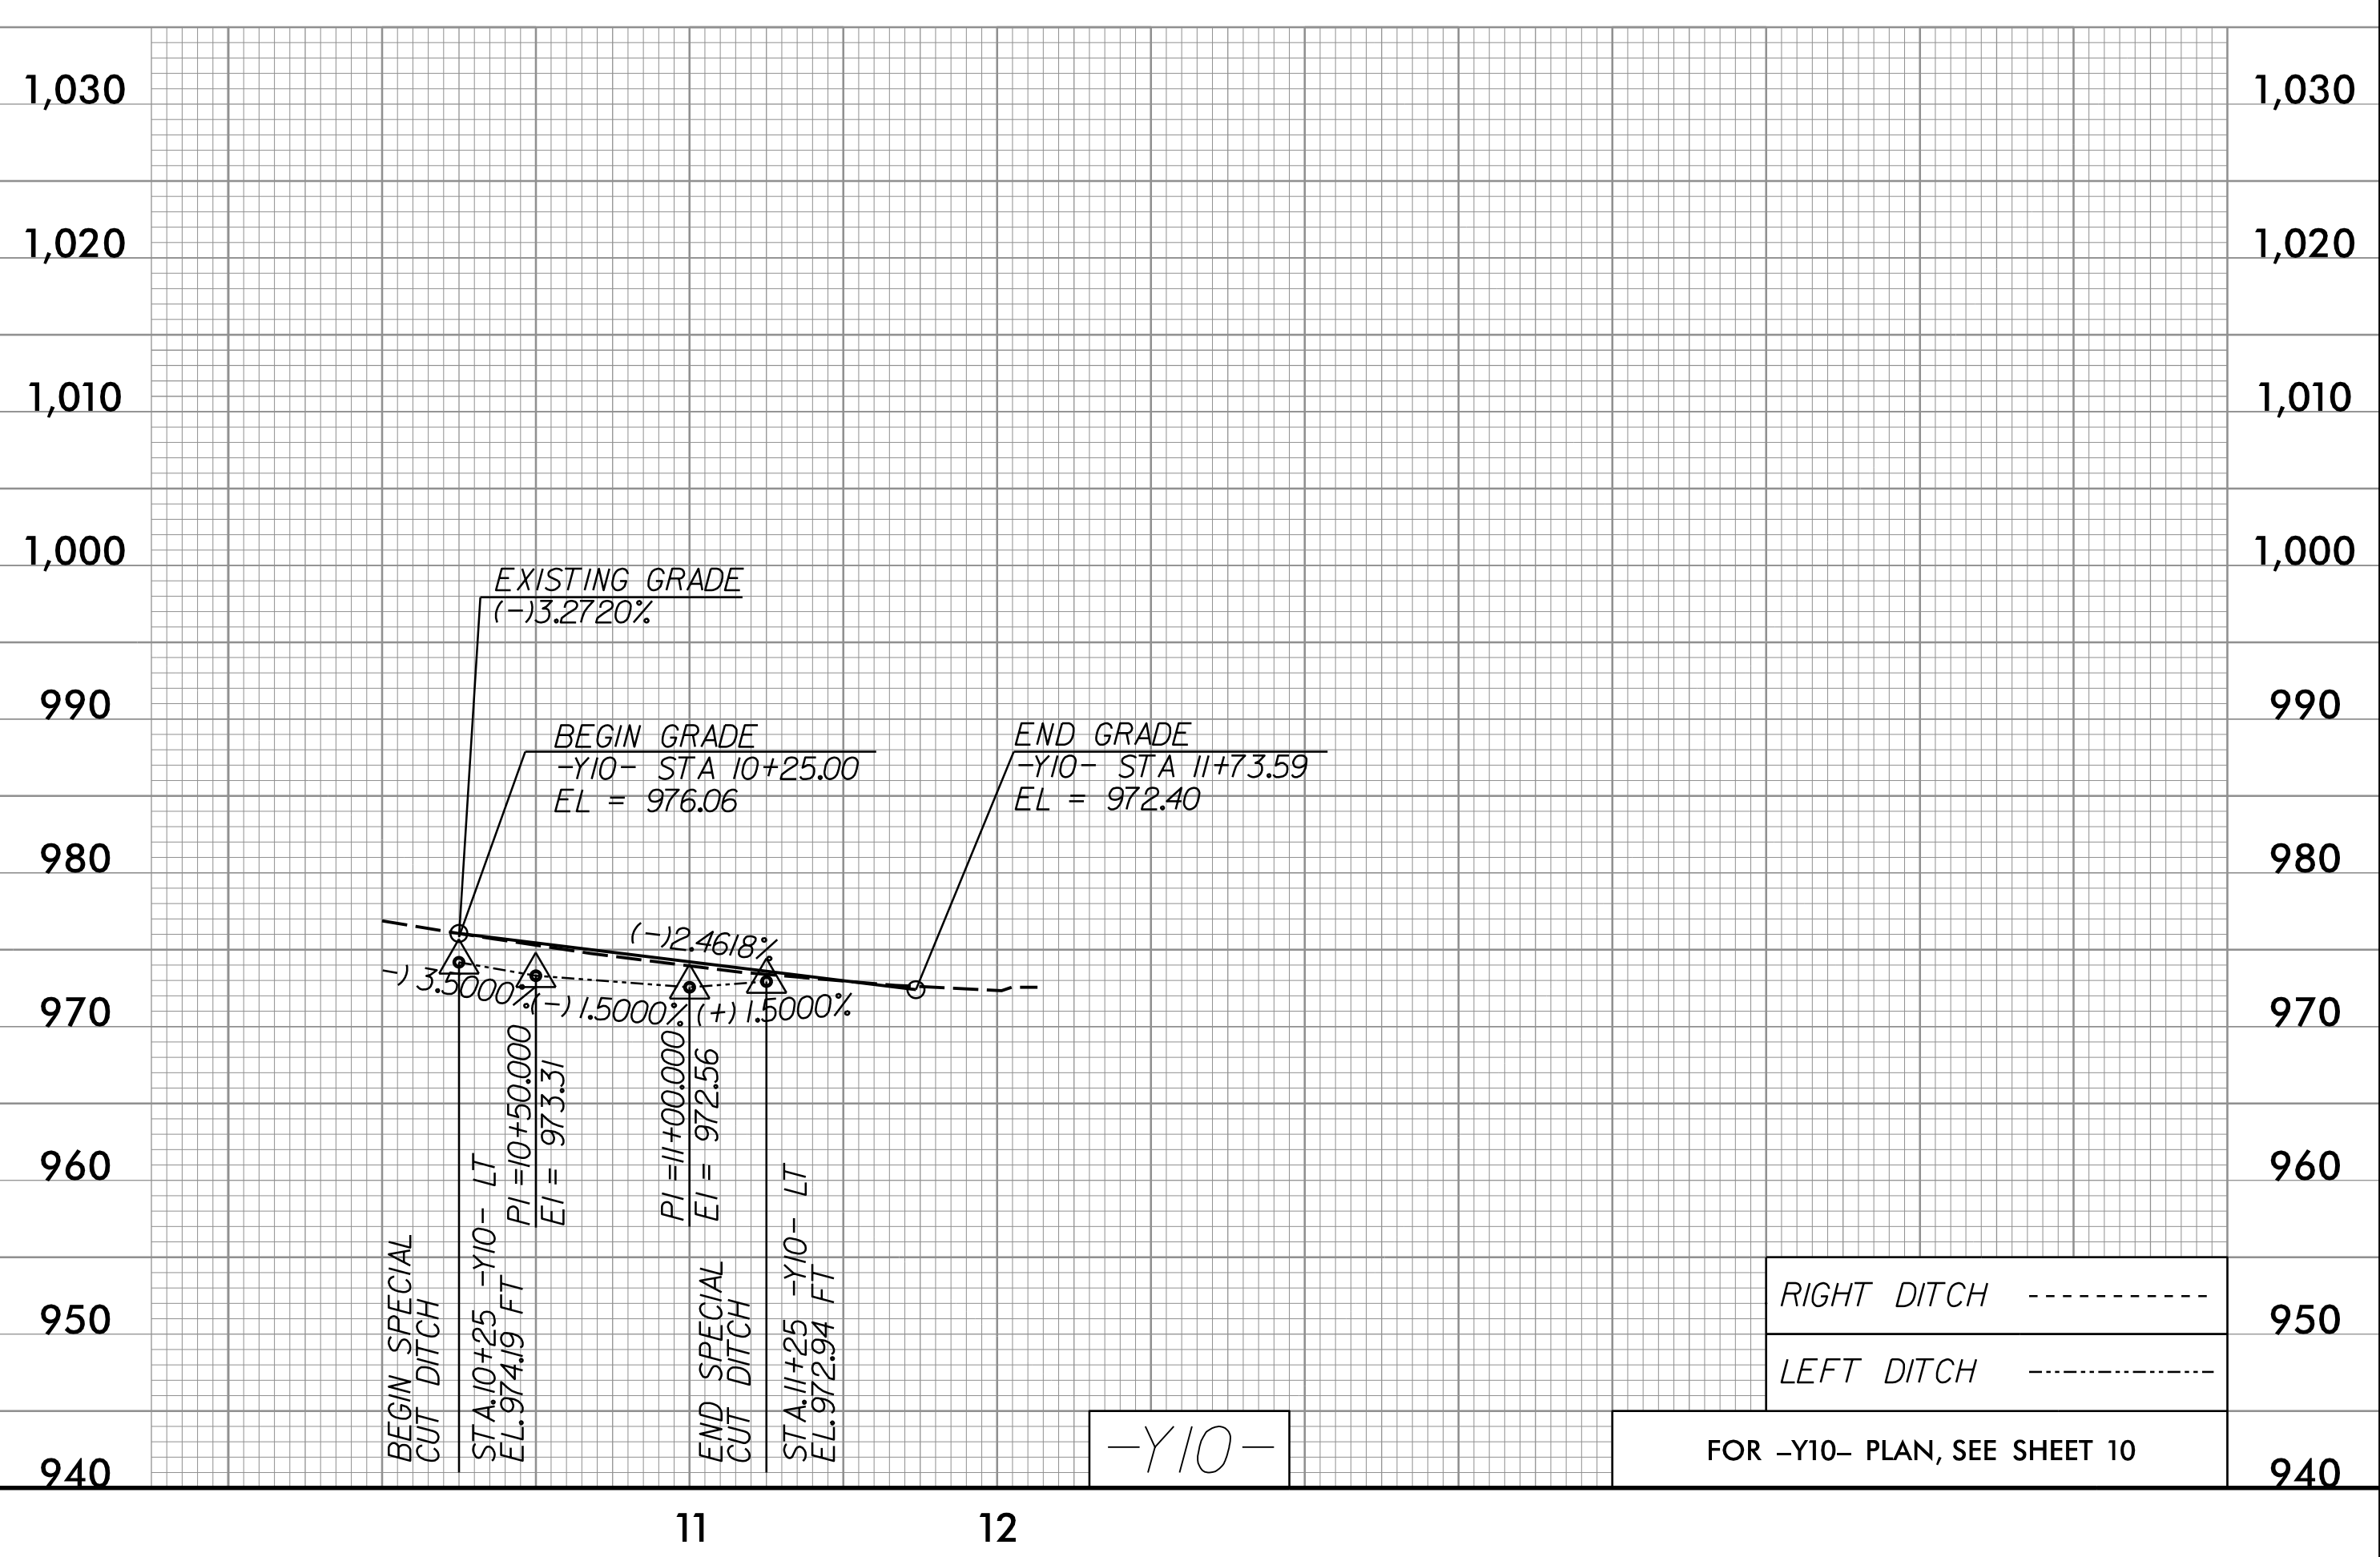 1,030
1,030
1,020
1,020
1,010
1,010
1,000
1,000
EXISTING GRADE
(-)3.2720%
990
990
BEGIN GRADE
-Y10- STA 10+25.00
EL = 976.06
END GRADE
-Y10- STA 11+73.59
EL = 972.40
980
980
(-)2.4618%
-) 3.5000%
(-) 1.5000%
(+) 1.5000%
970
970
PI =10+50.000
El = 973.31
PI =11+00.000
El = 972.56
960
960
BEGIN SPECIAL
CUT DITCH
STA.10+25 -Y10- LT
EL.974.19 FT
END SPECIAL
CUT DITCH
STA.11+25 -Y10- LT
EL.972.94 FT
950
950
RIGHT DITCH
LEFT DITCH
-Y10-
FOR -Y10- PLAN, SEE SHEET 10
940
940
11
12